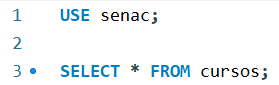 1 USE senac;
2
3 SELECT * FROM cursos;